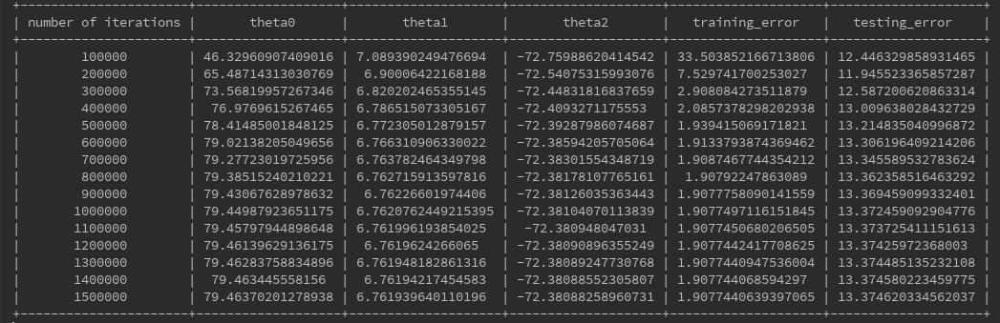 number of iterations | theta0 | theta1 | theta2 | training_error | testing_error
100000 | 46.32960907409016 | 7.089390249476694 | -72.75988620414542 | 33.503852166713806 | 12.446329858931465
200000 | 65.48714313030769 | 6.90006422168188 | -72.54075315993076 | 7.529741700253027 | 11.945523365857287
300000 | 73.56819957267346 | 6.820202465355145 | -72.44831816837659 | 2.908084273511879 | 12.587200620863314
400000 | 76.9769615267465 | 6.786515073305167 | -72.4093271175553 | 2.0857378298202938 | 13.009638028432729
500000 | 78.41485001848125 | 6.772305012879157 | -72.39287986074687 | 1.939415069171821 | 13.214835040996872
600000 | 79.02138205049656 | 6.766310906330022 | -72.38594205705064 | 1.9133793874369462 | 13.306196409214206
700000 | 79.27723019725956 | 6.763782464349798 | -72.38301554348719 | 1.9087467744354212 | 13.345589532783624
800000 | 79.38515240210221 | 6.762715913597816 | -72.38178107765161 | 1.90792247863089 | 13.362358516463292
900000 | 79.43067628978632 | 6.76226601974406 | -72.38126035363443 | 1.9077758090141559 | 13.369459099332401
1000000 | 79.44987923651175 | 6.7620762449215395 | -72.38104070113839 | 1.9077497116151845 | 13.372459092904776
1100000 | 79.45797944898648 | 6.761996193854025 | -72.380948047031 | 1.9077450680206505 | 13.373725411151613
1200000 | 79.46139629136175 | 6.7619624266065 | -72.38090896355249 | 1.9077442417708625 | 13.37425972368003
1300000 | 79.46283758834896 | 6.761948182861316 | -72.38089247730768 | 1.9077440947536004 | 13.374485135232108
1400000 | 79.463445558156 | 6.76194217454583 | -72.38088552305807 | 1.907744068594297 | 13.374580223459775
1500000 | 79.46370201278938 | 6.761939640110196 | -72.38088258960731 | 1.9077440639397065 | 13.374620334562037